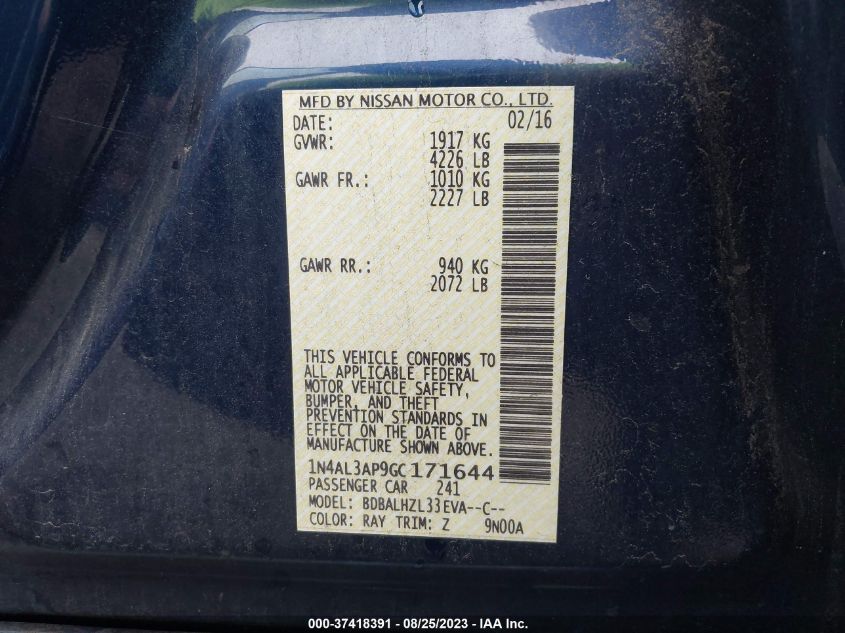 MFD BY NISSAN MOTOR CO., LTD.
DATE: 02/16
GVWR: 1917 KG
4226 LB
GAWR FR.: 1010 KG
2227 LB
GAWR RR.: 940 KG
2072 LB
THIS VEHICLE CONFORMS TO
ALL APPLICABLE FEDERAL
MOTOR VEHICLE SAFETY,
BUMPER, AND THEFT
PREVENTION STANDARDS IN
EFFECT ON THE DATE OF
MANUFACTURE SHOWN ABOVE.
1N4AL3AP9GC171644
PASSENGER CAR 241
MODEL: BDBALHZL33EVA--C--
COLOR: RAY TRIM: Z 9N00A
000-37418391 - 08/25/2023 - IAA Inc.